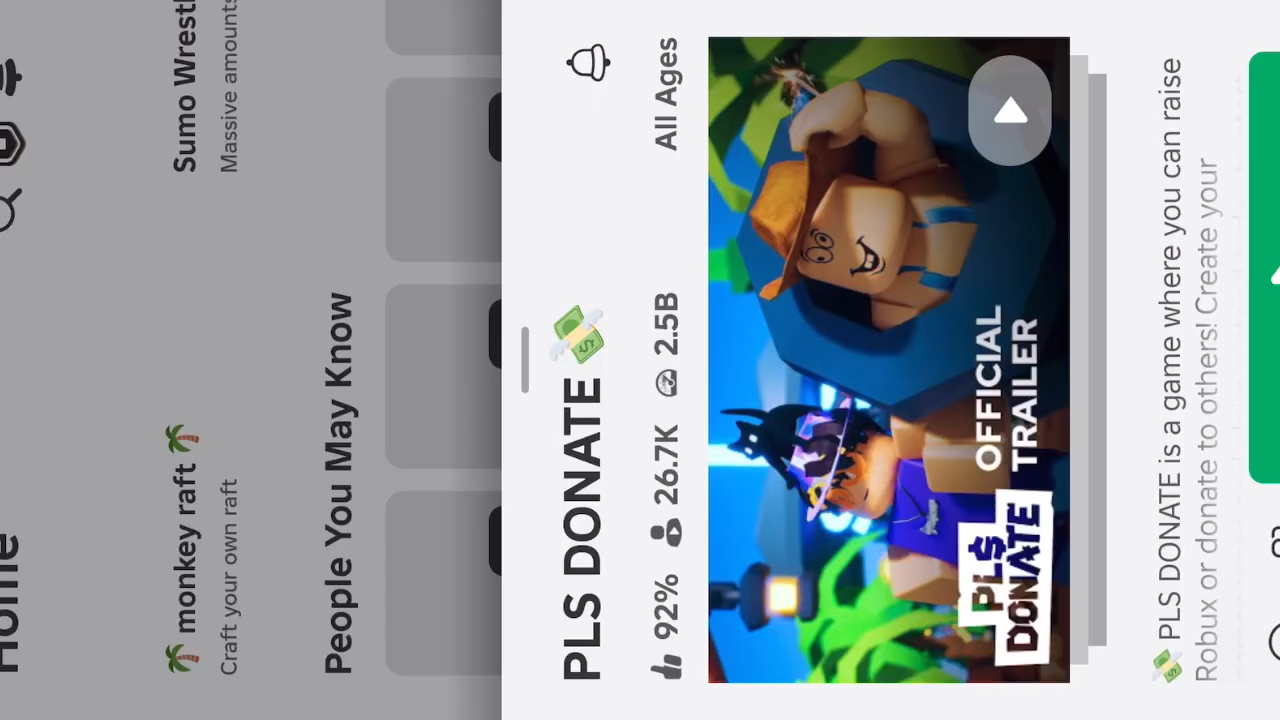 Home
Sumo Wrestl
Massive amounts
🌴 monkey raft 🌴
Craft your own raft
People You May Know
PLS DONATE 💸
92% 26.7K 2.5B All Ages
OFFICIAL
TRAILER
PLS
DONATE
💸 PLS DONATE is a game where you can raise
Robux or donate to others! Create your